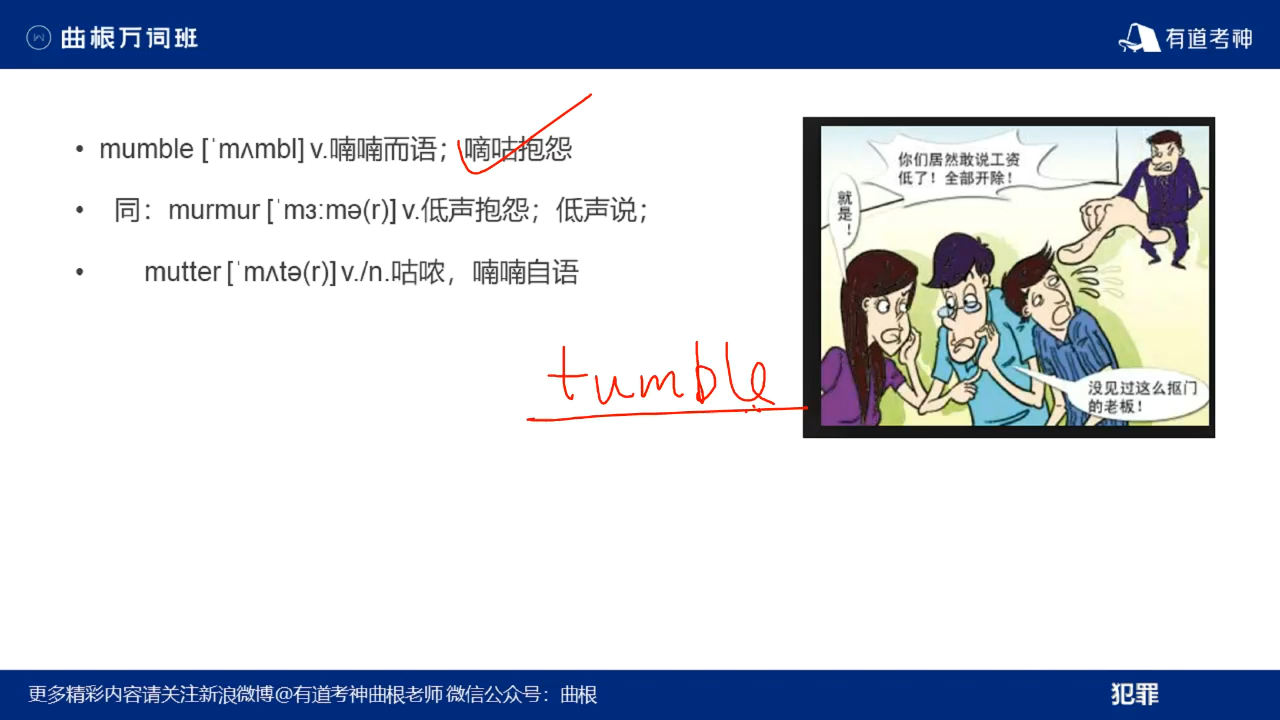 曲根万词班
有道考神
• mumble [ˈmʌmbl] v.喃喃而语；嘀咕抱怨
• 同：murmur [ˈmɜːmə(r)] v.低声抱怨；低声说；
• mutter [ˈmʌtə(r)] v./n.咕哝，喃喃自语
tumble
你们居然敢说工资
低了！全部开除！
就是！
没见过这么抠门
的老板！
更多精彩内容请关注新浪微博@有道考神曲根老师 微信公众号：曲根
犯罪